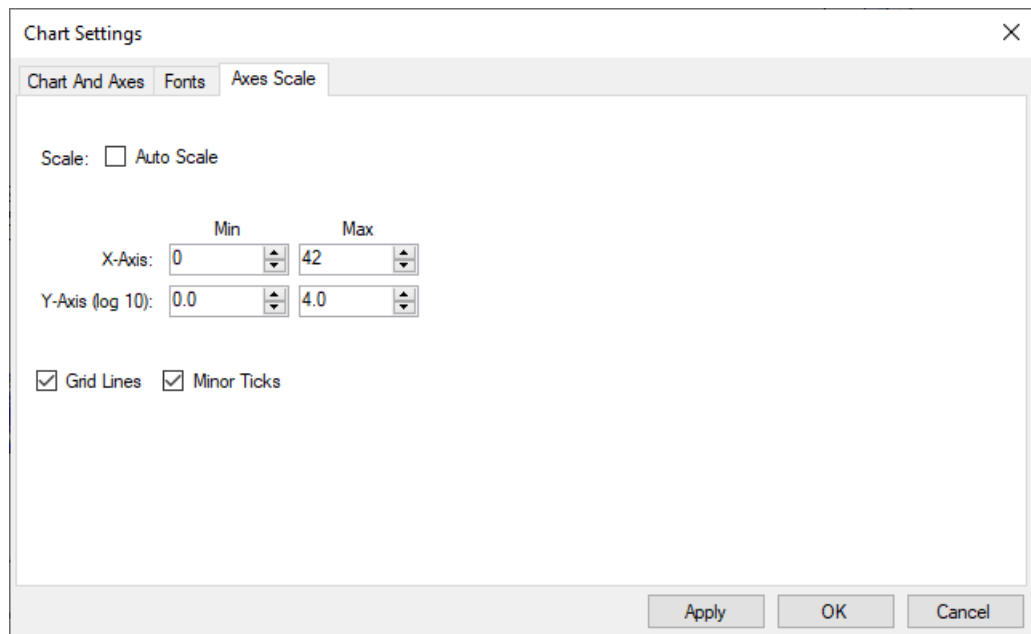 Chart Settings
Chart And Axes Fonts Axes Scale
Scale: Auto Scale
Min Max
X-Axis: 0 42
Y-Axis (log 10): 0.0 4.0
Grid Lines Minor Ticks
Apply OK Cancel